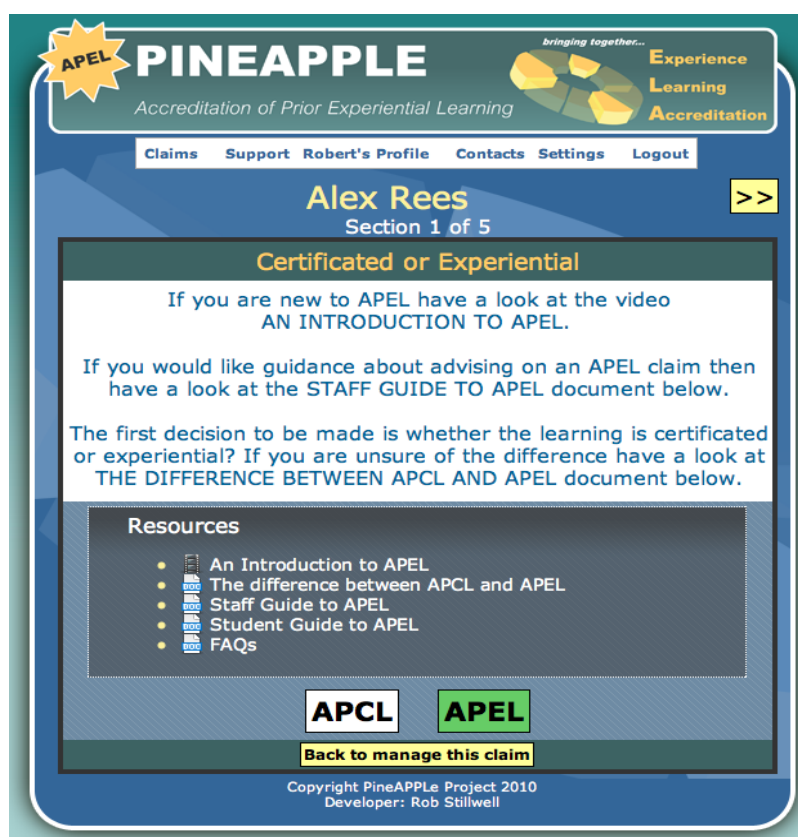 APEL
PINEAPPLE
Accreditation of Prior Experiential Learning
bringing together...
Experience
Learning
Accreditation
Claims Support Robert's Profile Contacts Settings Logout
Alex Rees
>>
Section 1 of 5
Certificated or Experiential
If you are new to APEL have a look at the video
AN INTRODUCTION TO APEL.
If you would like guidance about advising on an APEL claim then
have a look at the STAFF GUIDE TO APEL document below.
The first decision to be made is whether the learning is certificated
or experiential? If you are unsure of the difference have a look at
THE DIFFERENCE BETWEEN APCL AND APEL document below.
Resources
An Introduction to APEL
DOC The difference between APCL and APEL
DOC Staff Guide to APEL
DOC Student Guide to APEL
DOC FAQs
APCL APEL
Back to manage this claim
Copyright PineAPPLe Project 2010
Developer: Rob Stillwell